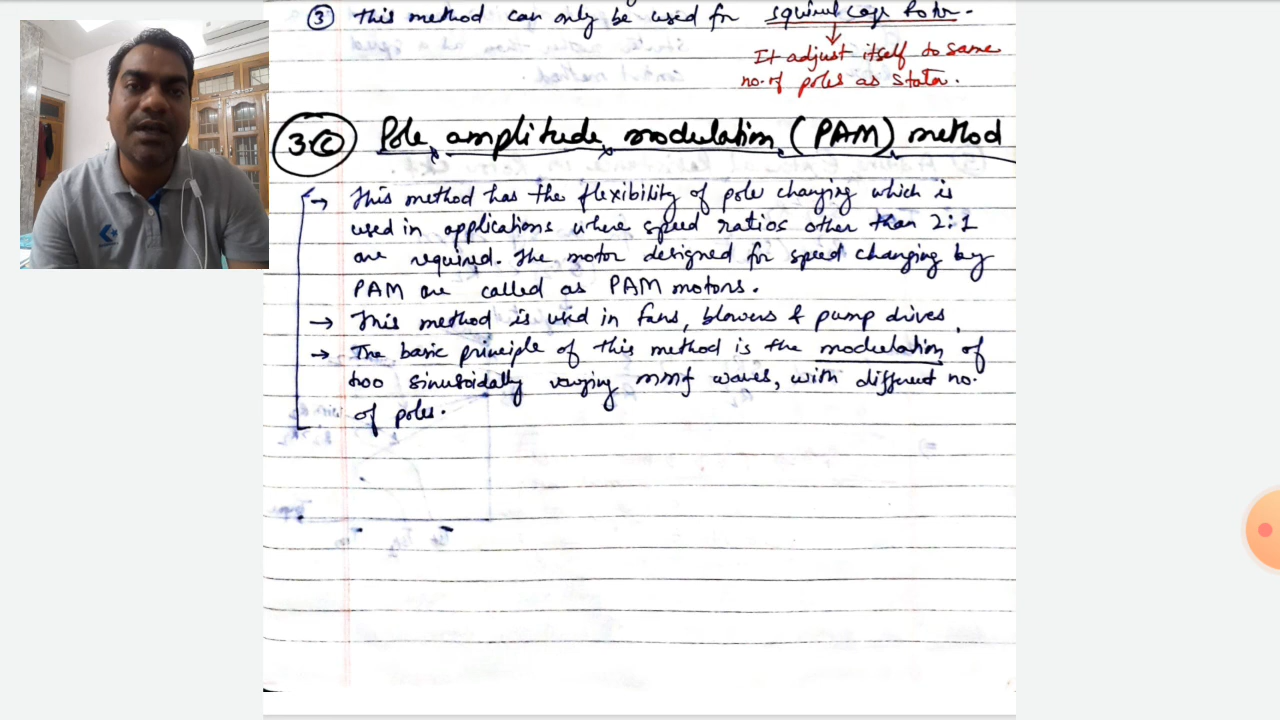 ③ This method can only be used for squirrel cage Rotor.
It adjust itself to same
no. of poles as stator.
3.C Pole amplitude modulation (PAM) method
→ This method has the flexibility of pole changing which is
used in applications where speed ratios other than 2:1
are required. The motor designed for speed changing by
PAM are called as PAM motors.
→ This method is used in fans, blowers & pump drives.
→ The basic principle of this method is the modulation of
two sinusoidally varying mmf waves, with different no.
of poles.